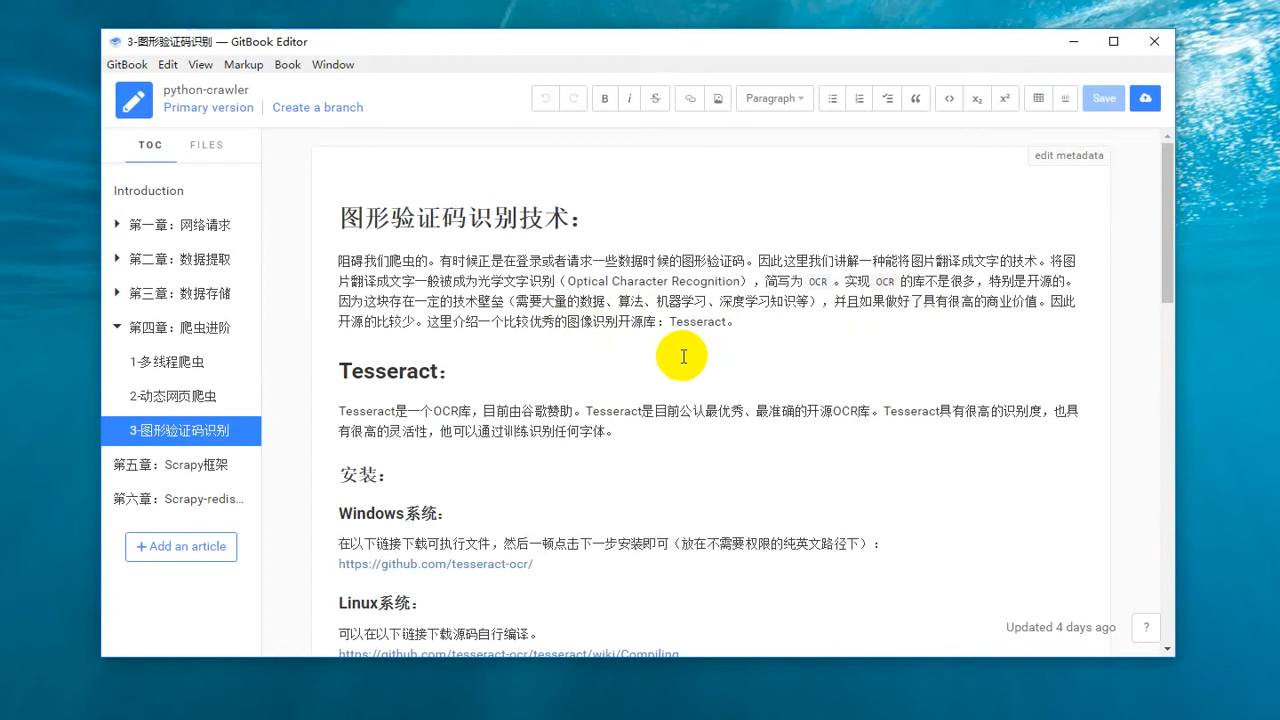 3-图形验证码识别 — GitBook Editor
GitBook Edit View Markup Book Window
python-crawler
Primary version Create a branch
B i S Paragraph x₂ x² Save
TOC FILES
edit metadata
Introduction
第一章：网络请求
第二章：数据提取
第三章：数据存储
第四章：爬虫进阶
1-多线程爬虫
2-动态网页爬虫
3-图形验证码识别
第五章：Scrapy框架
第六章：Scrapy-redis...
+ Add an article
图形验证码识别技术：
阻碍我们爬虫的。有时候正是在登录或者请求一些数据时候的图形验证码。因此这里我们讲解一种能将图片翻译成文字的技术。将图
片翻译成文字一般被成为光学文字识别（Optical Character Recognition），简写为 OCR 。实现 OCR 的库不是很多，特别是开源的。
因为这块存在一定的技术壁垒（需要大量的数据、算法、机器学习、深度学习知识等），并且如果做好了具有很高的商业价值。因此
开源的比较少。这里介绍一个比较优秀的图像识别开源库：Tesseract。
Tesseract：
Tesseract是一个OCR库，目前由谷歌赞助。Tesseract是目前公认最优秀、最准确的开源OCR库。Tesseract具有很高的识别度，也具
有很高的灵活性，他可以通过训练识别任何字体。
安装：
Windows系统：
在以下链接下载可执行文件，然后一顿点击下一步安装即可（放在不需要权限的纯英文路径下）：
https://github.com/tesseract-ocr/
Linux系统：
可以在以下链接下载源码自行编译。
https://github.com/tesseract-ocr/tesseract/wiki/Compiling
Updated 4 days ago ?